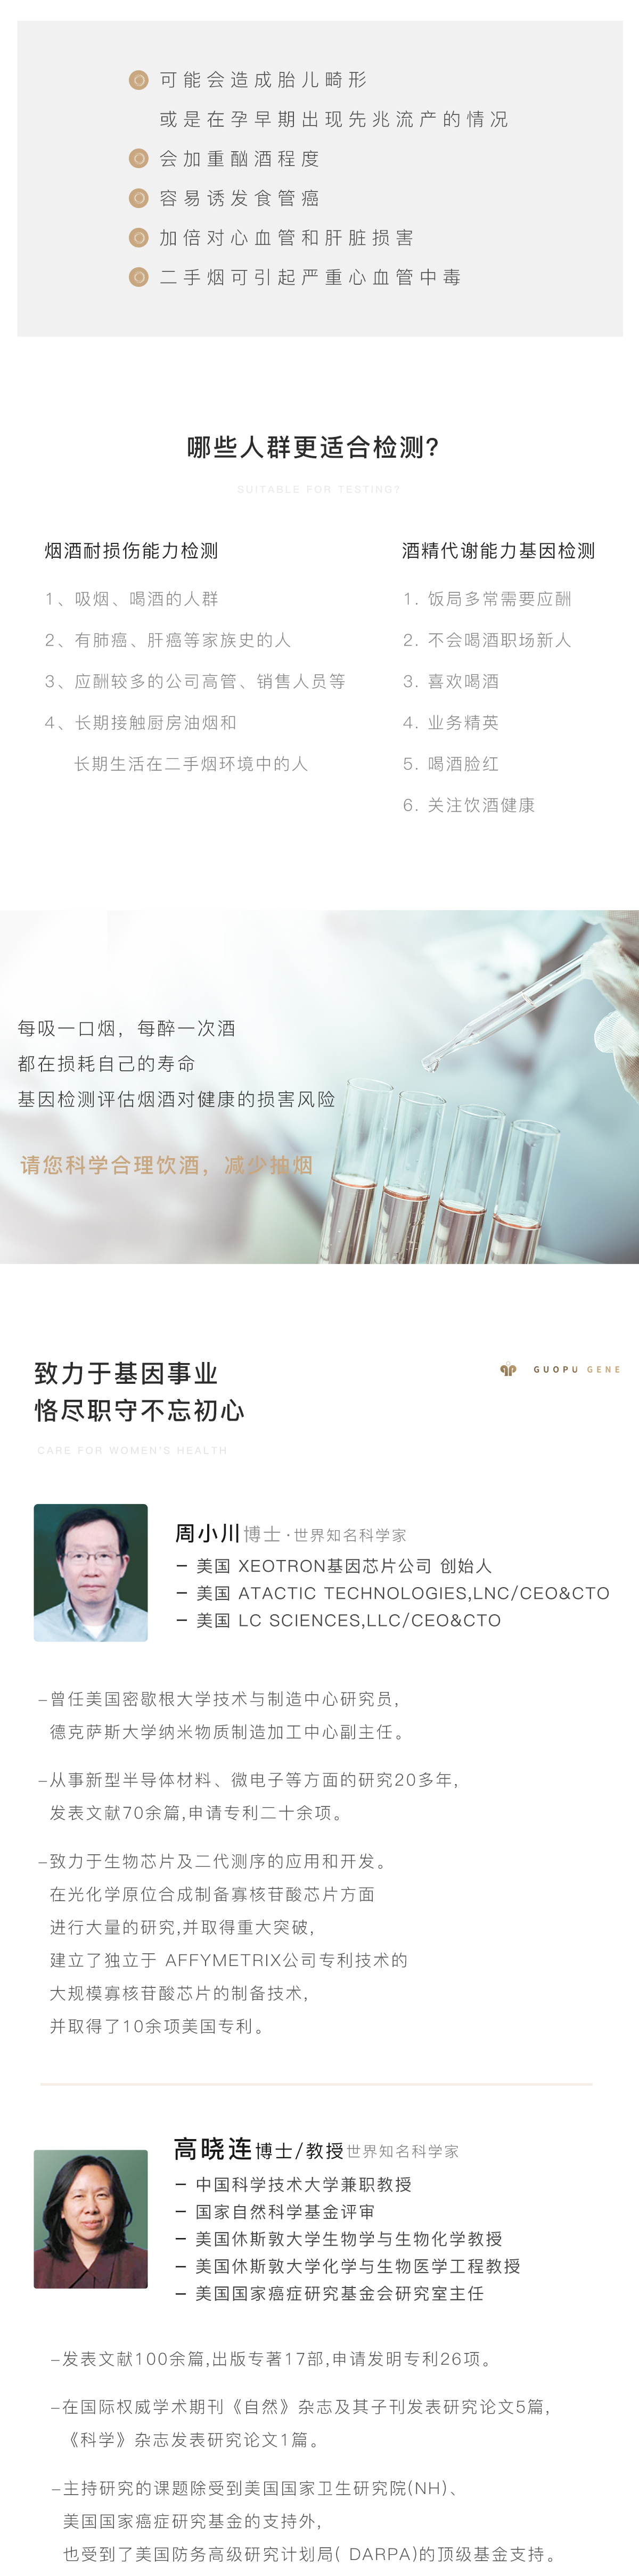 可能会造成胎儿畸形
或是在孕早期出现先兆流产的情况
会加重酗酒程度
容易诱发食管癌
加倍对心血管和肝脏损害
二手烟可引起严重心血管中毒
哪些人群更适合检测?
SUITABLE FOR TESTING?
烟酒耐损伤能力检测
1、吸烟、喝酒的人群
2、有肺癌、肝癌等家族史的人
3、应酬较多的公司高管、销售人员等
4、长期接触厨房油烟和
长期生活在二手烟环境中的人
酒精代谢能力基因检测
1. 饭局多常需要应酬
2. 不会喝酒职场新人
3. 喜欢喝酒
4. 业务精英
5. 喝酒脸红
6. 关注饮酒健康
每吸一口烟，每醉一次酒
都在损耗自己的寿命
基因检测评估烟酒对健康的损害风险
请您科学合理饮酒，减少抽烟
致力于基因事业
恪尽职守不忘初心
GUOPU GENE
CARE FOR WOMEN'S HEALTH
周小川博士·世界知名科学家
– 美国 XEOTRON基因芯片公司 创始人
– 美国 ATACTIC TECHNOLOGIES,LNC/CEO&CTO
– 美国 LC SCIENCES,LLC/CEO&CTO
–曾任美国密歇根大学技术与制造中心研究员,
德克萨斯大学纳米物质制造加工中心副主任。
–从事新型半导体材料、微电子等方面的研究20多年,
发表文献70余篇,申请专利二十余项。
–致力于生物芯片及二代测序的应用和开发。
在光化学原位合成制备寡核苷酸芯片方面
进行大量的研究,并取得重大突破,
建立了独立于 AFFYMETRIX公司专利技术的
大规模寡核苷酸芯片的制备技术,
并取得了10余项美国专利。
高晓连博士/教授世界知名科学家
– 中国科学技术大学兼职教授
– 国家自然科学基金评审
– 美国休斯敦大学生物学与生物化学教授
– 美国休斯敦大学化学与生物医学工程教授
– 美国国家癌症研究基金会研究室主任
–发表文献100余篇,出版专著17部,申请发明专利26项。
–在国际权威学术期刊《自然》杂志及其子刊发表研究论文5篇,
《科学》杂志发表研究论文1篇。
–主持研究的课题除受到美国国家卫生研究院(NH)、
美国国家癌症研究基金的支持外,
也受到了美国防务高级研究计划局( DARPA)的顶级基金支持。